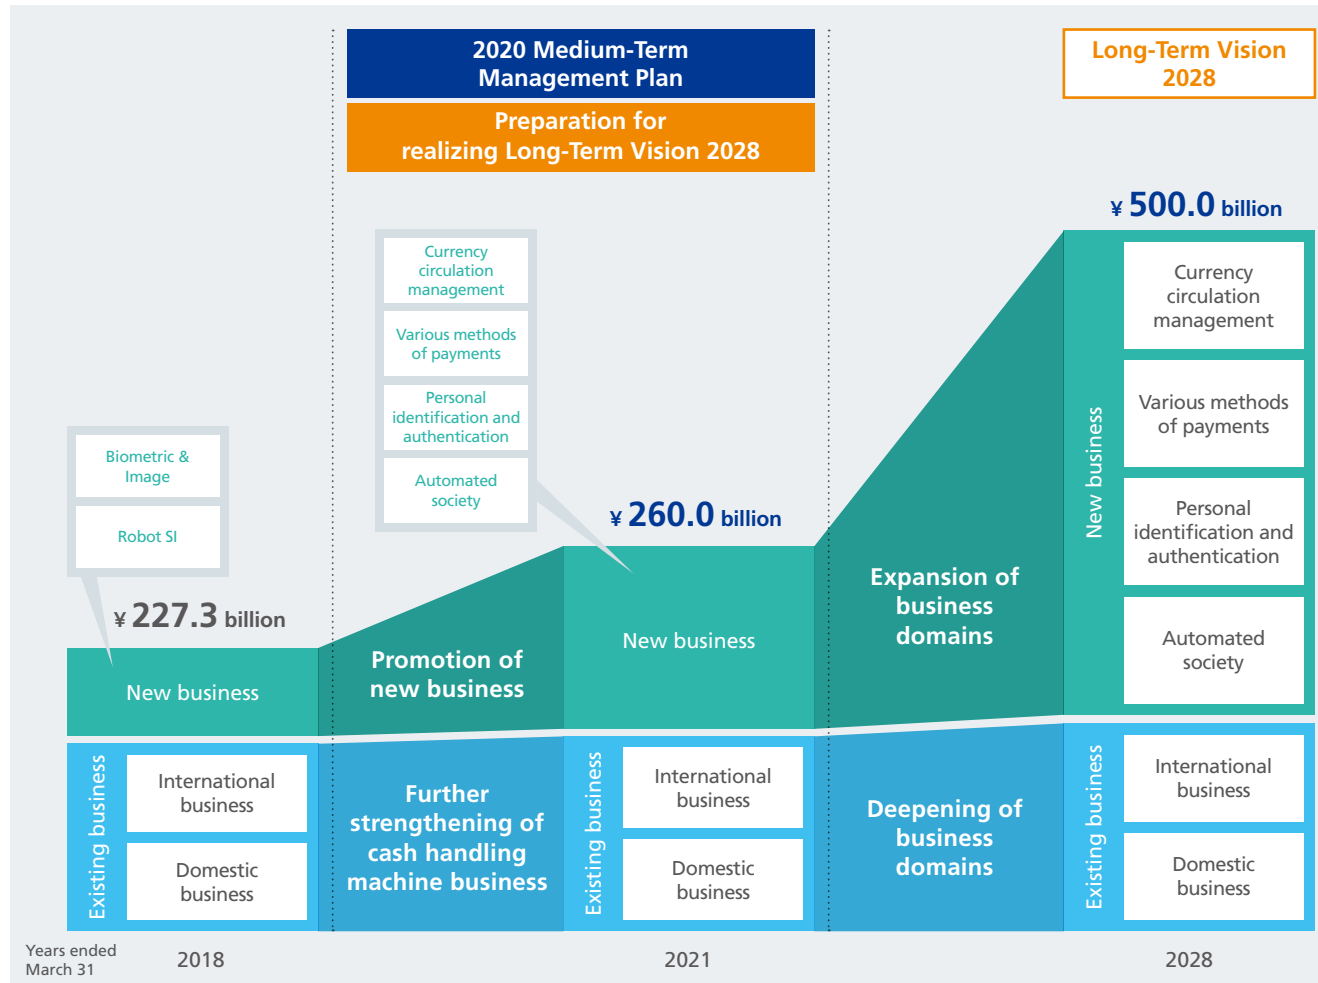 2020 Medium-Term
Management Plan
Preparation for
realizing Long-Term Vision 2028
Long-Term Vision
2028
Biometric &
Image
Robot SI
¥ 227.3 billion
New business
Existing business
International
business
Domestic
business
Promotion of
new business
Further
strengthening of
cash handling
machine business
Currency
circulation
management
Various methods
of payments
Personal
identification and
authentication
Automated
society
¥ 260.0 billion
New business
Existing business
International
business
Domestic
business
Expansion of
business
domains
Deepening of
business
domains
¥ 500.0 billion
New business
Currency
circulation
management
Various methods
of payments
Personal
identification and
authentication
Automated
society
Existing business
International
business
Domestic
business
Years ended
March 31
2018
2021
2028